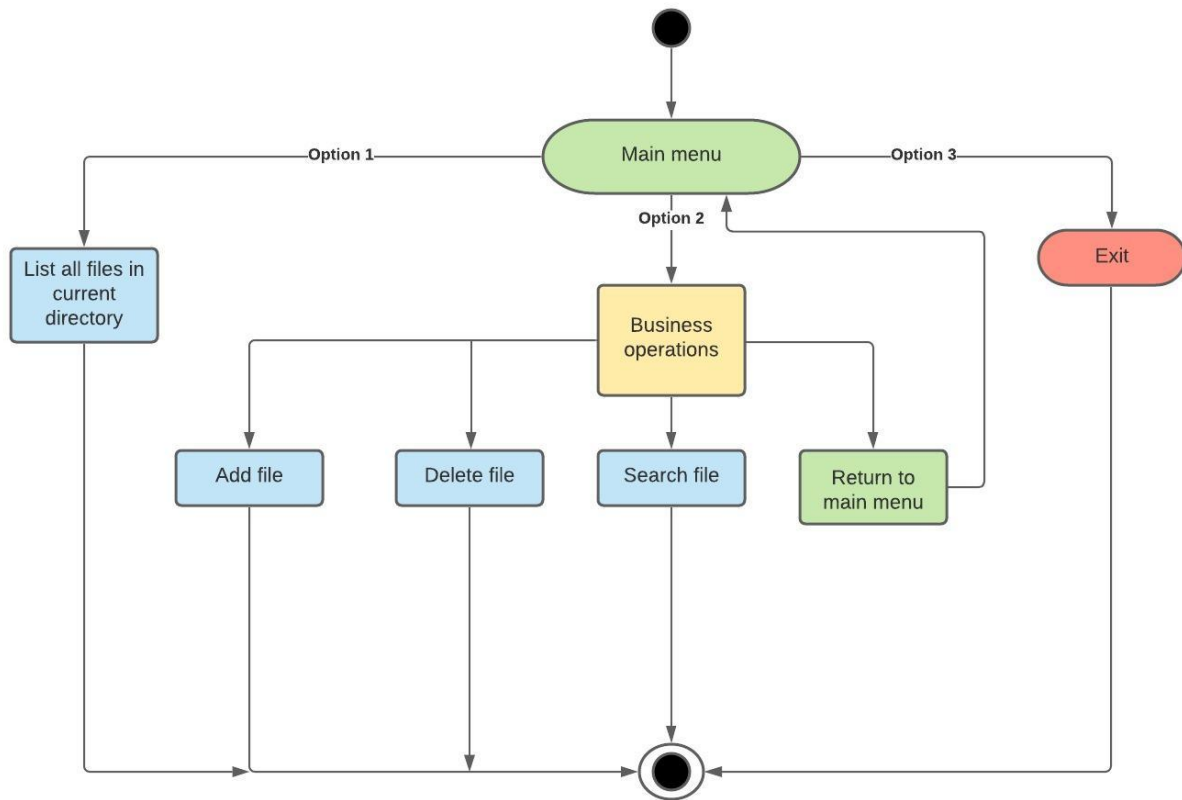 Main menu
Option 1
Option 3
Option 2
List all files in
current
directory
Exit
Business
operations
Add file
Delete file
Search file
Return to
main menu